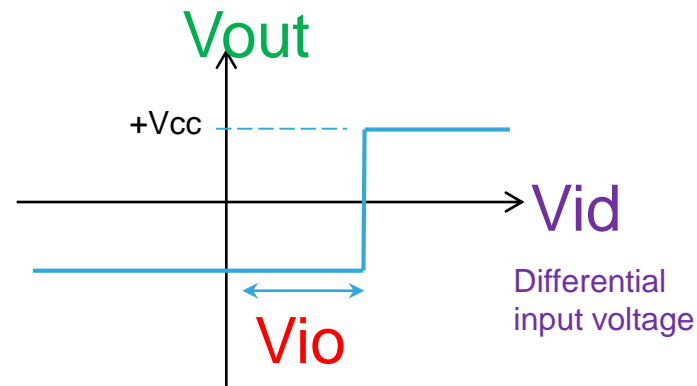 Vout
+Vcc
Vid
Differential
input voltage
Vio